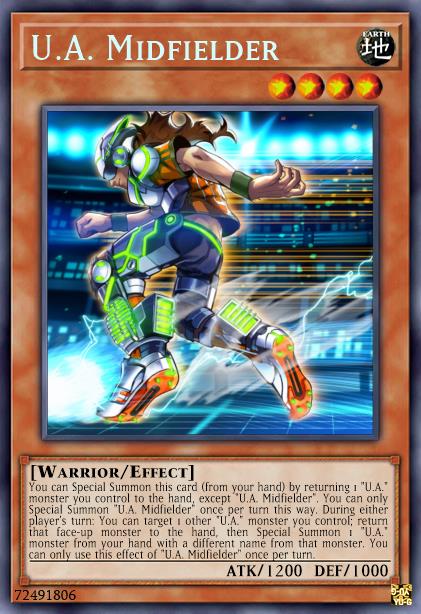 U.A. Midfielder
EARTH
地
[Warrior/Effect]
You can Special Summon this card (from your hand) by returning 1 "U.A."
monster you control to the hand, except "U.A. Midfielder". You can only
Special Summon "U.A. Midfielder" once per turn this way. During either
player's turn: You can target 1 other "U.A." monster you control; return
that face-up monster to the hand, then Special Summon 1 "U.A."
monster from your hand with a different name from that monster. You
can only use this effect of "U.A. Midfielder" once per turn.
ATK/1200 DEF/1000
72491806